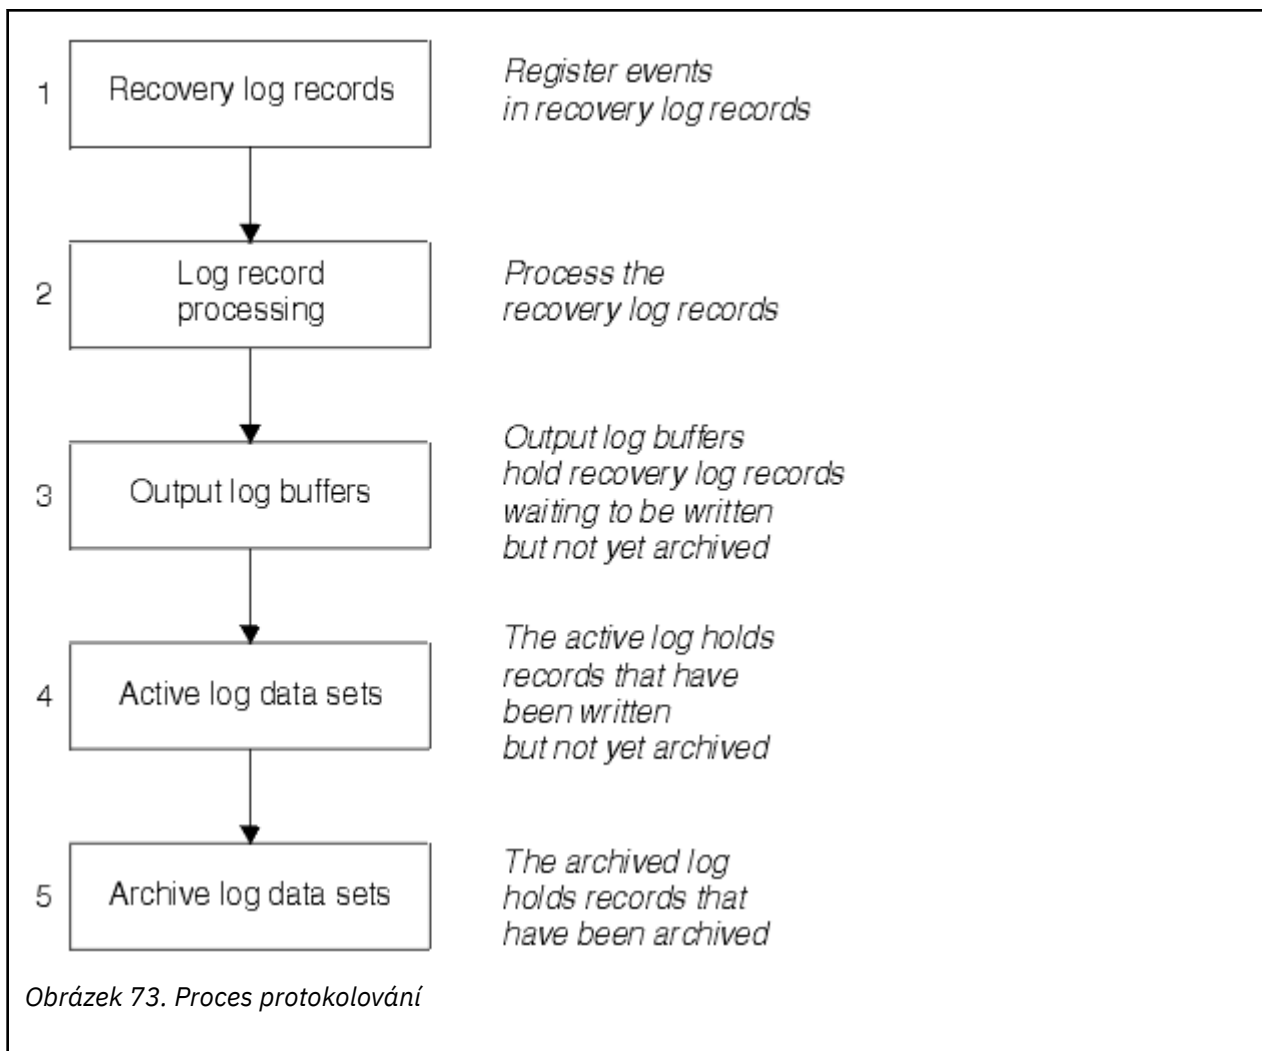 1
Recovery log records
Register events
in recovery log records
2
Log record
processing
Process the
recovery log records
3
Output log buffers
Output log buffers
hold recovery log records
waiting to be written
but not yet archived
4
Active log data sets
The active log holds
records that have
been written
but not yet archived
5
Archive log data sets
The archived log
holds records that
have been archived
Obrázek 73. Proces protokolování